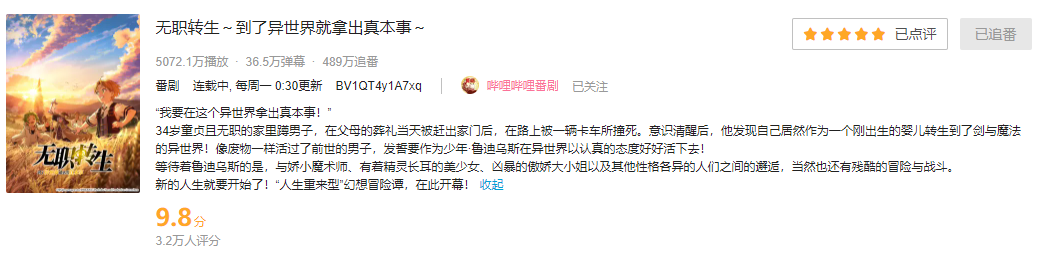 无职转生～到了异世界就拿出真本事～
已点评
已追番
5072.1万播放 · 36.5万弹幕 · 489万追番
番剧 连载中, 每周一 0:30更新 BV1QT4y1A7xq 哔哩哔哩番剧 已关注
“我要在这个异世界拿出真本事！”
34岁童贞且无职的家里蹲男子，在父母的葬礼当天被赶出家门后，在路上被一辆卡车所撞死。意识清醒后，他发现自己居然作为一个刚出生的婴儿转生到了剑与魔法
的异世界！像废物一样活过了前世的男子，发誓要作为少年·鲁迪乌斯在异世界以认真的态度好好活下去！
等待着鲁迪乌斯的是，与娇小魔术师、有着精灵长耳的美少女、凶暴的傲娇大小姐以及其他性格各异的人们之间的邂逅，当然也还有残酷的冒险与战斗。
新的人生就要开始了！“人生重来型”幻想冒险谭，在此开幕！ 收起
无职转生
9.8分
3.2万人评分